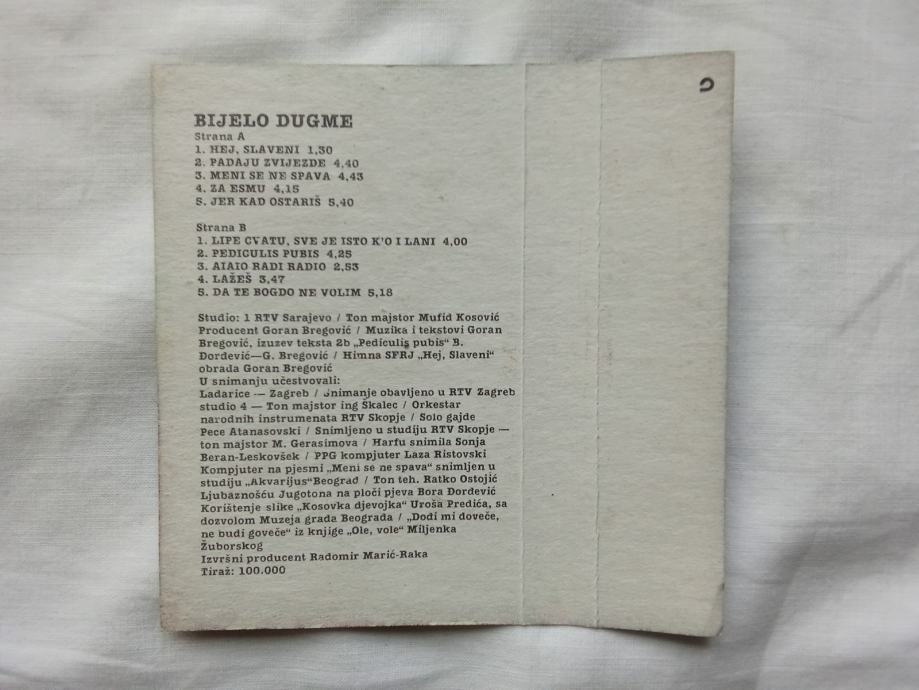 BIJELO DUGME
Strana A
1. HEJ, SLAVENI 1,50
2. PADAJU ZVIJEZDE 4,40
3. MENI SE NE SPAVA 4,43
4. ZA ESMU 4,15
5. JER KAD OSTARIŠ 5,40
Strana B
1. LIPE CVATU, SVE JE ISTO K'O I LANI 4,00
2. PEDICULIS PUBIS 4,25
3. AIAIO RADI RADIO 2,53
4. LAŽEŠ 3,47
5. DA TE BOGDO NE VOLIM 5,18
Studio: 1 RTV Sarajevo / Ton majstor Mufid Kosović
Producent Goran Bregović / Muzika i tekstovi Goran
Bregović, izuzev teksta 2b „Pediculis pubis“ B.
Đorđević—G. Bregović / Himna SFRJ „Hej, Slaveni“
obrada Goran Bregović
U snimanju učestvovali:
Ladarice — Zagreb / Snimanje obavljeno u RTV Zagreb
studio 4 — Ton majstor ing Škalec / Orkestar
narodnih instrumenata RTV Skopje / Solo gajde
Pece Atanasovski / Snimljeno u studiju RTV Skopje —
ton majstor M. Gerasimova / Harfu snimila Sonja
Beran-Leskovšek / PPG kompjuter Laza Ristovski
Kompjuter na pjesmi „Meni se ne spava“ snimljen u
studiju „Akvarijus“ Beograd / Ton teh. Ratko Ostojić
Ljubaznošću Jugotona na ploči pjeva Bora Đorđević
Korištenje slike „Kosovka djevojka“ Uroša Predića, sa
dozvolom Muzeja grada Beograda / „Dođi mi dovečе,
ne budi goveče“ iz knjige „Ole, vole“ Miljenka
Žuborskog
Izvršni producent Radomir Marić-Raka
Tiraž: 100.000